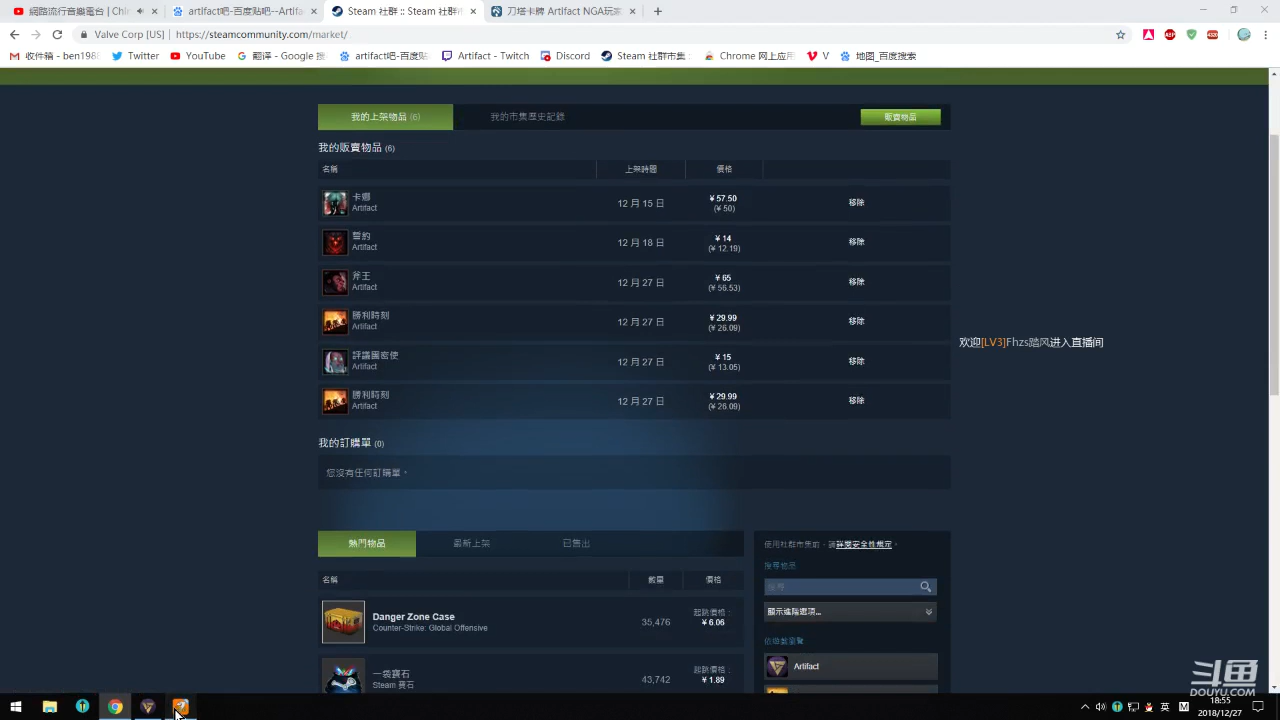 網路流行音樂電台 | Chi
artifact吧-百度贴吧--Artifa
Steam 社群 :: Steam 社群市
刀塔卡牌 Artifact NGA玩家
Valve Corp [US] | https://steamcommunity.com/market/
收件箱 - ben198
Twitter
YouTube
翻译 - Google 搜
artifact吧-百度贴
Artifact - Twitch
Discord
Steam 社群市集 :
Chrome 网上应用
V
地图_百度搜索
我的上架物品 (6)
我的市集歷史記錄
販賣物品
我的販賣物品 (6)
名稱 上架時間 價格
卡娜
Artifact
12 月 15 日
¥ 57.50
(¥ 50)
移除
誓約
Artifact
12 月 18 日
¥ 14
(¥ 12.19)
移除
斧王
Artifact
12 月 27 日
¥ 65
(¥ 56.53)
移除
勝利時刻
Artifact
12 月 27 日
¥ 29.99
(¥ 26.09)
移除
評議團密使
Artifact
12 月 27 日
¥ 15
(¥ 13.05)
移除
勝利時刻
Artifact
12 月 27 日
¥ 29.99
(¥ 26.09)
移除
欢迎[LV3]Fhzs踏风进入直播间
我的訂購單 (0)
您沒有任何訂購單。
熱門物品
最新上架
已售出
名稱 數量 價格
Danger Zone Case
Counter-Strike: Global Offensive
35,476
起跳價格：
¥ 6.06
一袋寶石
Steam 寶石
43,742
起跳價格：
¥ 1.89
使用社群市集前，請詳閱安全性規定。
搜尋物品
搜尋
顯示進階選項...
依遊戲瀏覽
Artifact
斗鱼
DOUYU.COM
英
18:55
2018/12/27